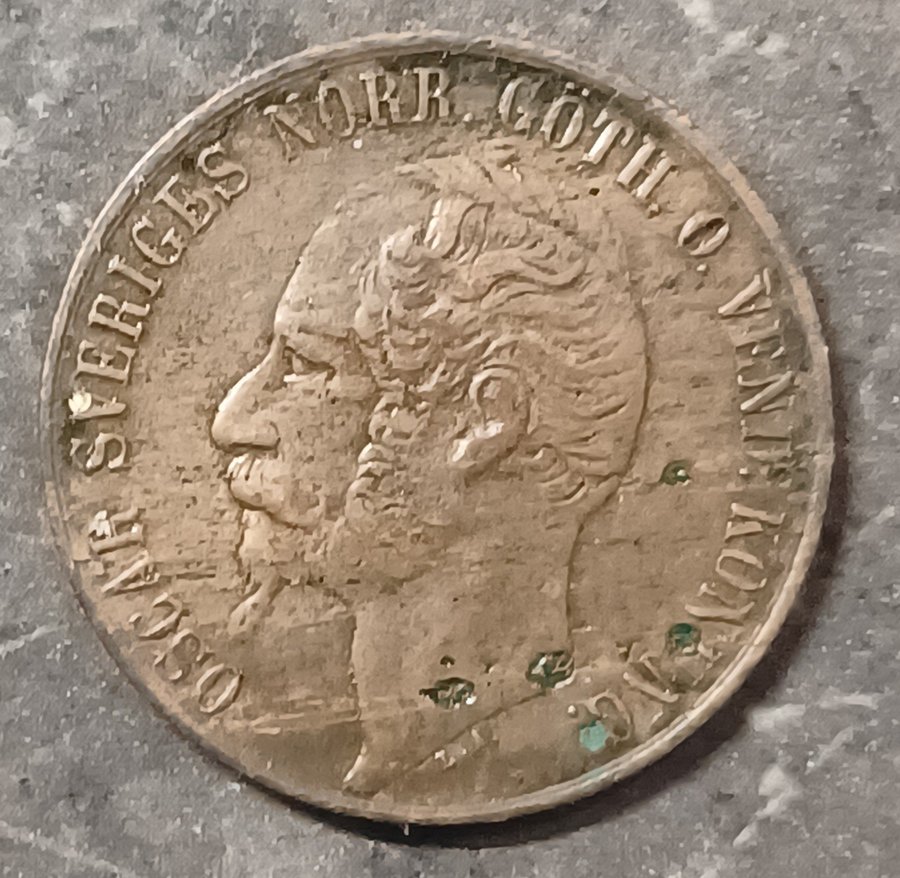 OSCAR SVERIGES NORR. GÖTH. O. VEND. KONUNG